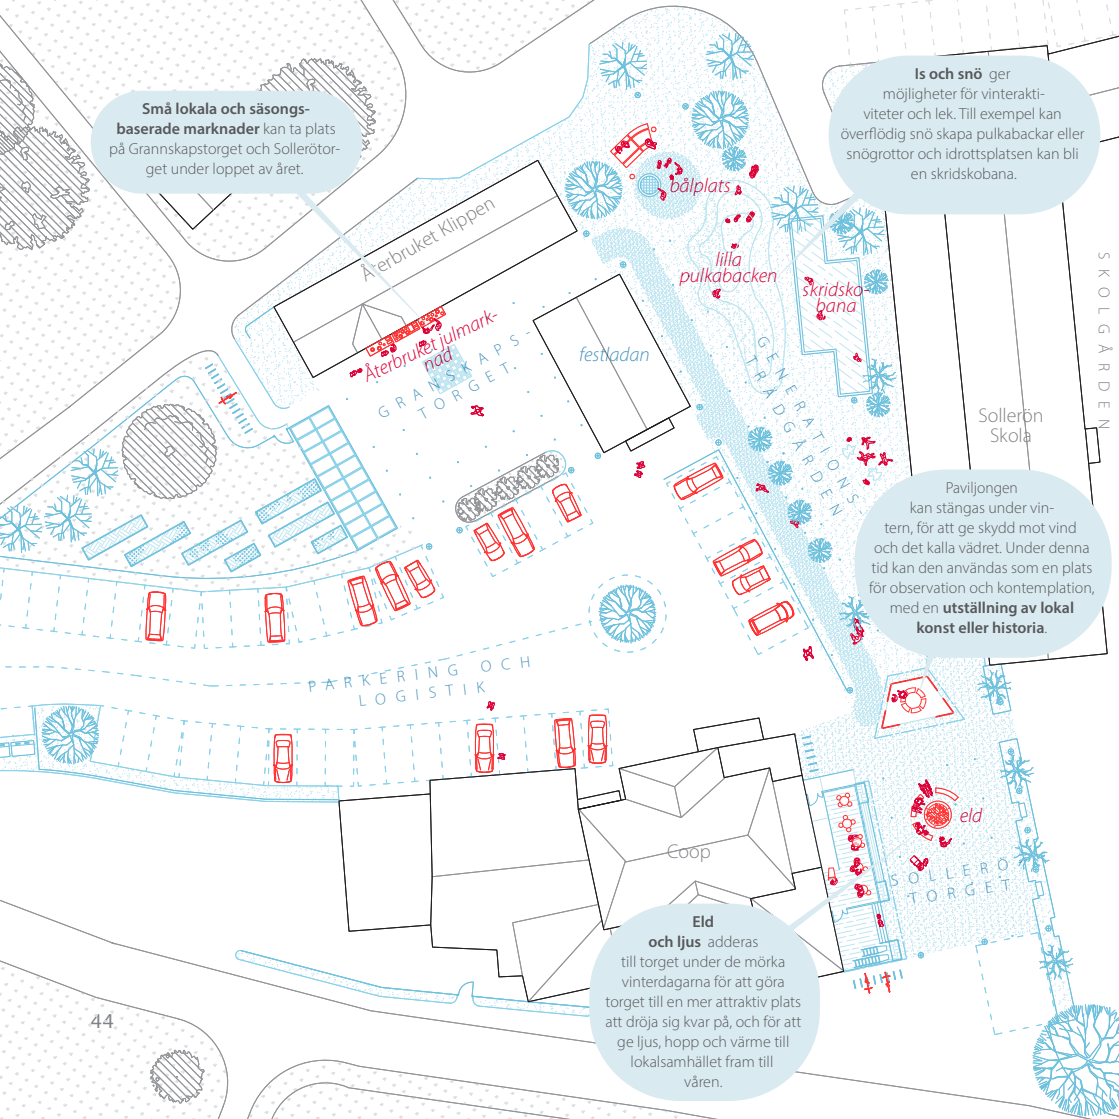 Små lokala och säsongs-
baserade marknader kan ta plats
på Grannskapstorget och Sollerötor-
get under loppet av året.
Is och snö ger
möjligheter för vinterakti-
viteter och lek. Till exempel kan
överflödig snö skapa pulkabackar eller
snögrottor och idrottsplatsen kan bli
en skridskobana.
bålplats
Återbruket Klippen
lilla
pulkabacken
skridsko-
bana
SKOLGÅRDEN
Återbruket julmark-
nad
GRANSKAPS
TORGET.
festladan
GENERATIONS
TRÄDGÅRDEN
Sollerön
Skola
Paviljongen
kan stängas under vin-
tern, för att ge skydd mot vind
och det kalla vädret. Under denna
tid kan den användas som en plats
för observation och kontemplation,
med en utställning av lokal
konst eller historia.
PARKERING OCH
LOGISTIK
eld
Coop
SOLLERÖ
TORGET
Eld
och ljus adderas
till torget under de mörka
vinterdagarna för att göra
torget till en mer attraktiv plats
att dröja sig kvar på, och för att
ge ljus, hopp och värme till
lokalsamhället fram till
våren.
44